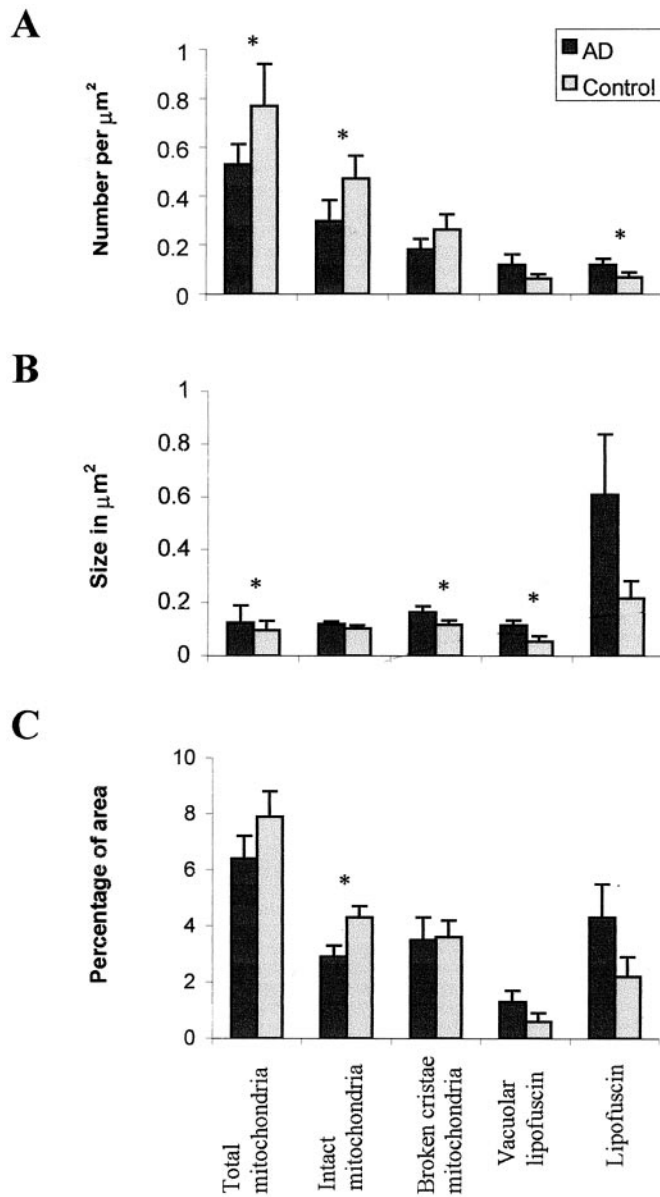 A
*
AD
Control
Number per μm²
1
0.8
0.6
0.4
0.2
0
*
*
B
Size in μm²
1
0.8
0.6
0.4
0.2
0
*
*
*
C
Percentage of area
10
8
6
4
2
0
*
Total
mitochondria
Intact
mitochondria
Broken cristae
mitochondria
Vacuolar
lipofuscin
Lipofuscin